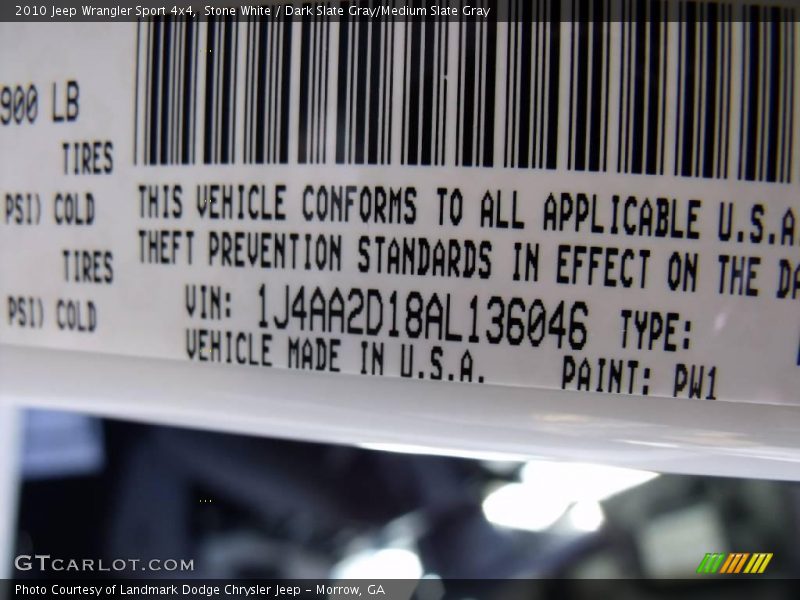 2010 Jeep Wrangler Sport 4x4, Stone White / Dark Slate Gray/Medium Slate Gray
900 LB
TIRES
PSI) COLD
TIRES
PSI) COLD
THIS VEHICLE CONFORMS TO ALL APPLICABLE U.S.A
THEFT PREVENTION STANDARDS IN EFFECT ON THE DA
VIN: 1J4AA2D18AL136046 TYPE:
VEHICLE MADE IN U.S.A. PAINT: PW1
GTCARLOT.COM
Photo Courtesy of Landmark Dodge Chrysler Jeep - Morrow, GA